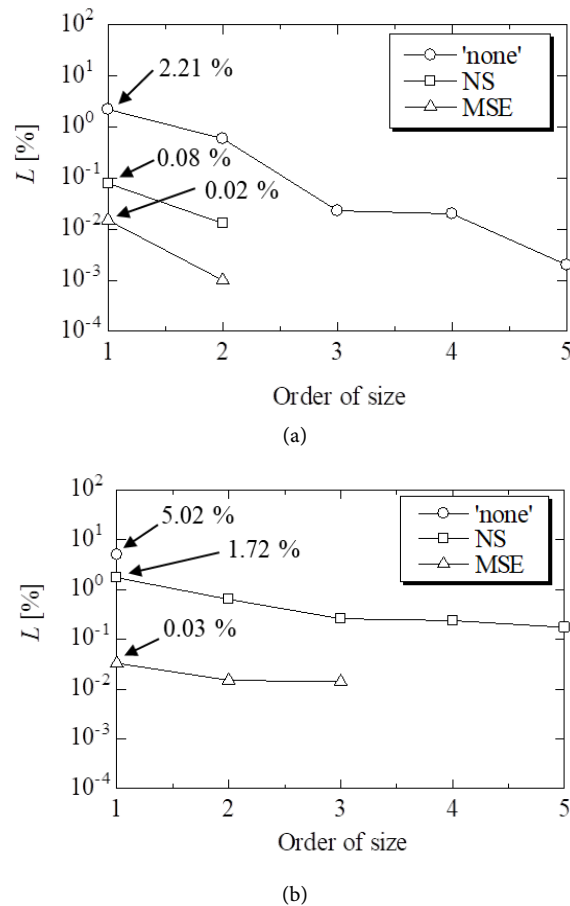 10^2
10^1
10^0
10^-1
10^-2
10^-3
10^-4
L [%]
2.21 %
0.08 %
0.02 %
'none'
NS
MSE
1 2 3 4 5
Order of size
(a)
10^2
10^1
10^0
10^-1
10^-2
10^-3
10^-4
L [%]
5.02 %
1.72 %
0.03 %
'none'
NS
MSE
1 2 3 4 5
Order of size
(b)